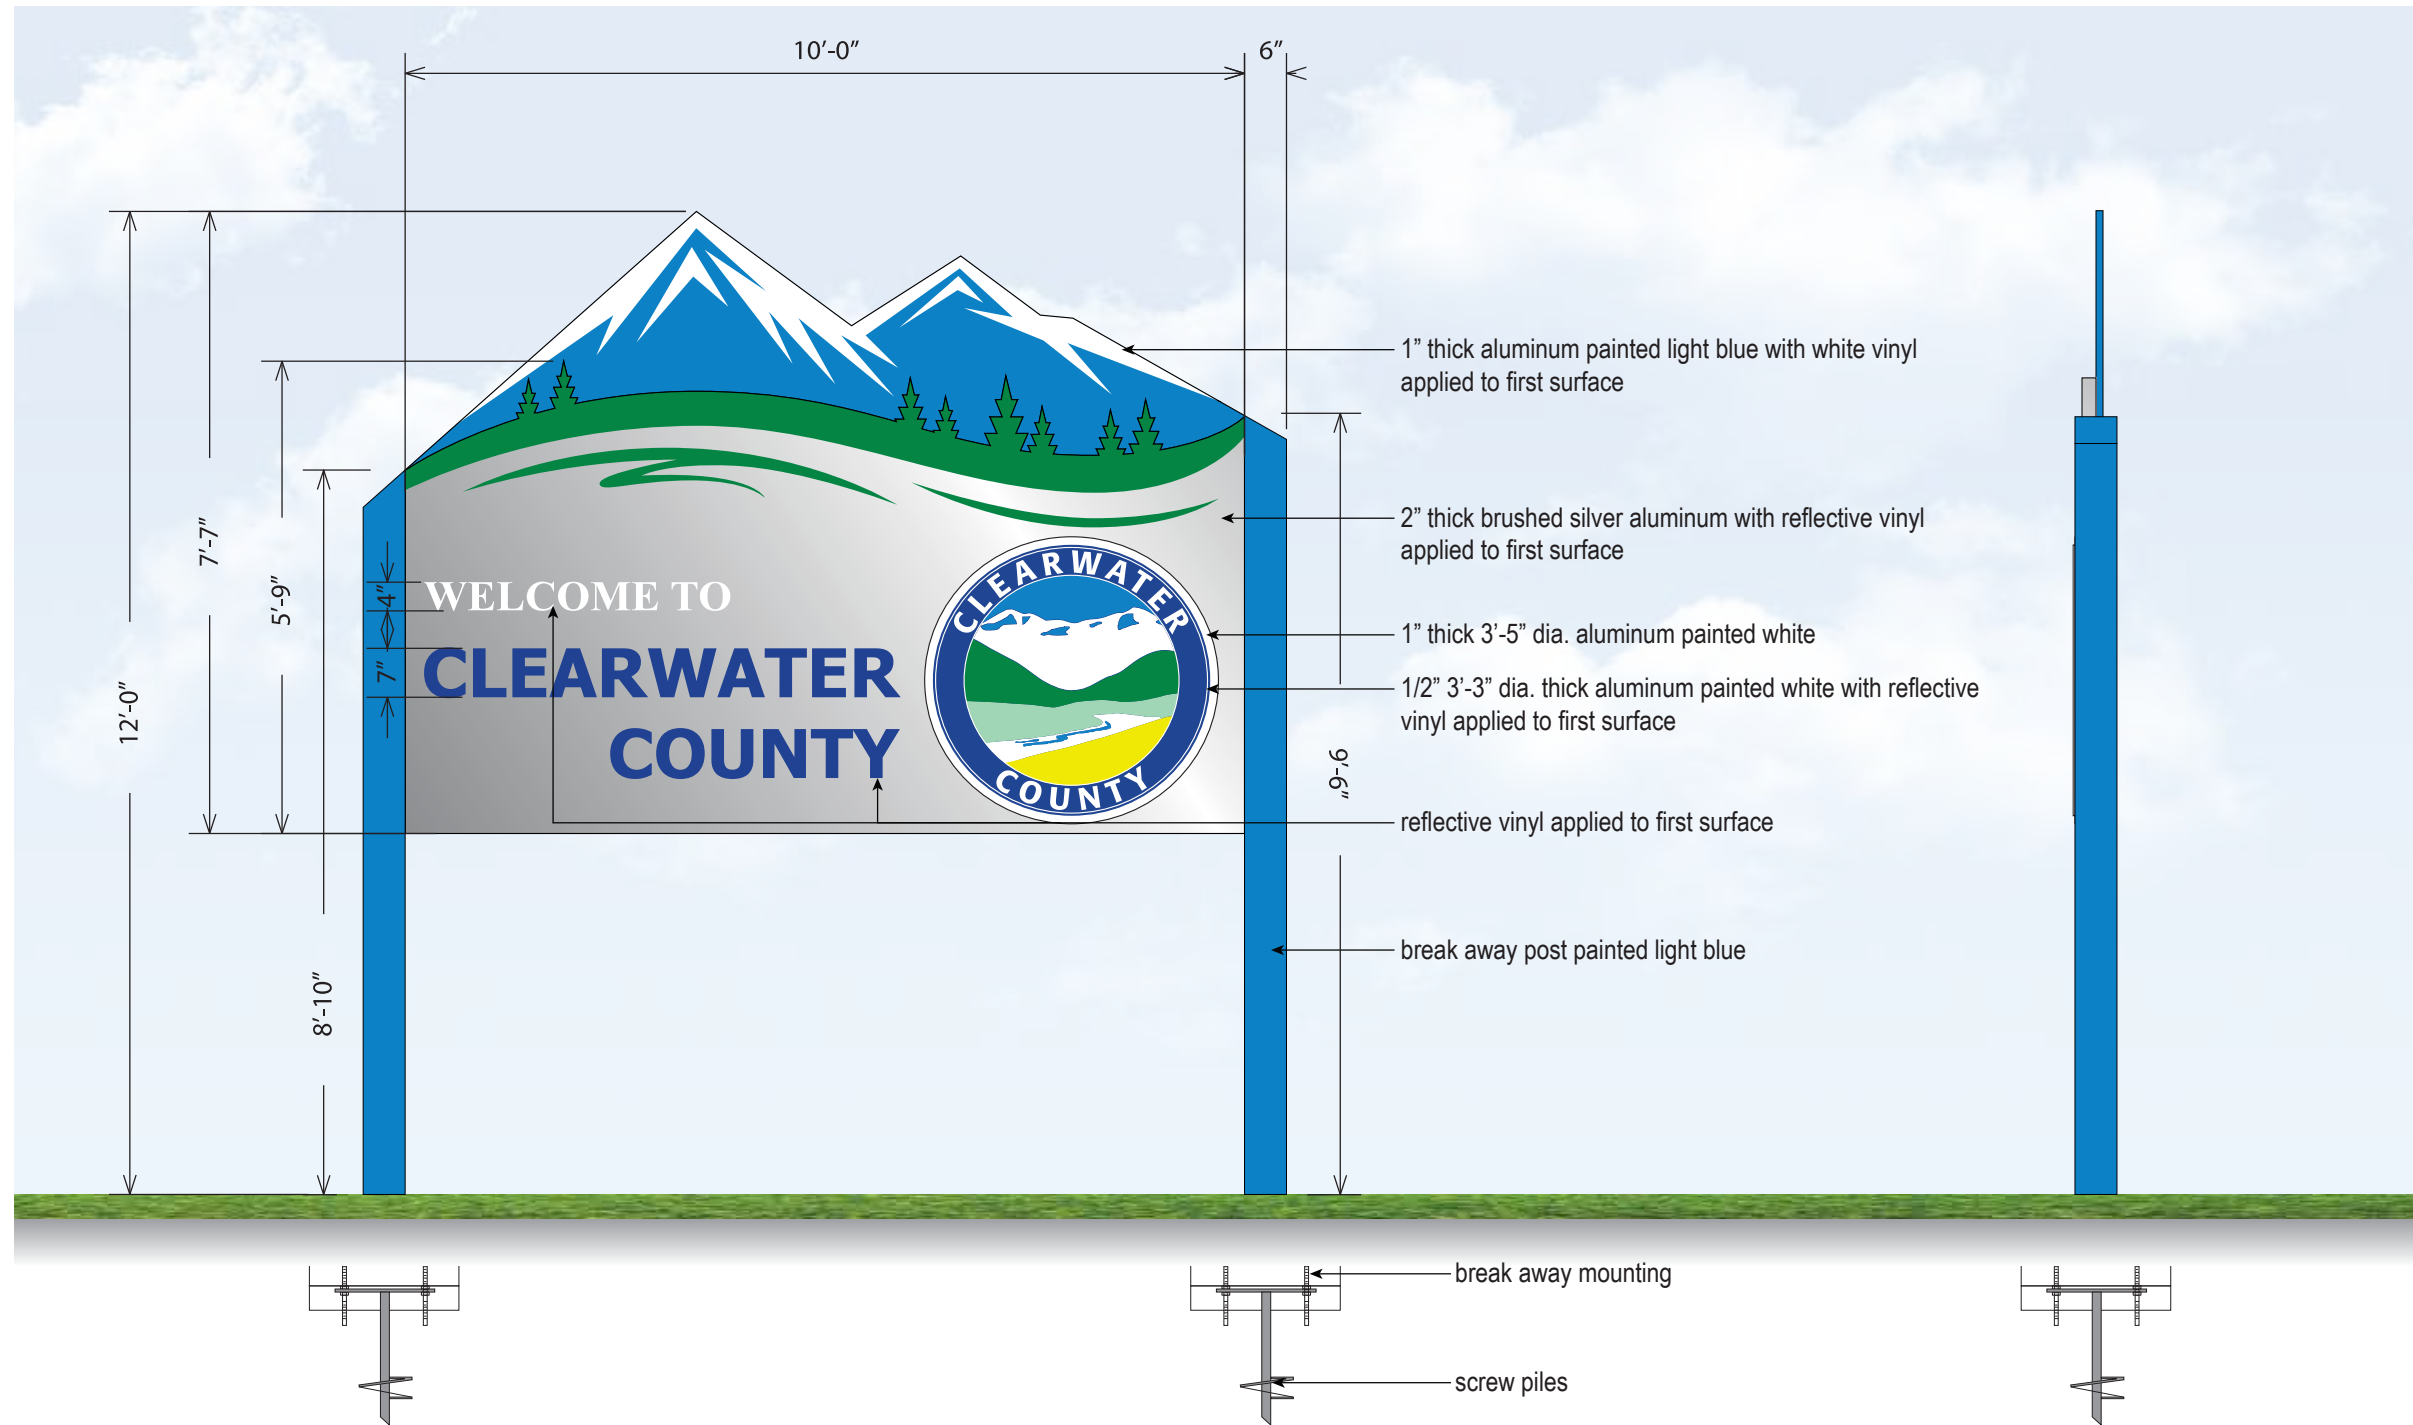 10’-0”
6”
1” thick aluminum painted light blue with white vinyl
applied to first surface
7’-7”
5’-9”
2” thick brushed silver aluminum with reflective vinyl
applied to first surface
4”
WELCOME TO
CLEARWATER
COUNTY
7”
CLEARWATER
COUNTY
1” thick 3’-5” dia. aluminum painted white
1/2” 3’-3” dia. thick aluminum painted white with reflective
vinyl applied to first surface
12’-0”
9’-6”
reflective vinyl applied to first surface
8’-10”
break away post painted light blue
break away mounting
screw piles